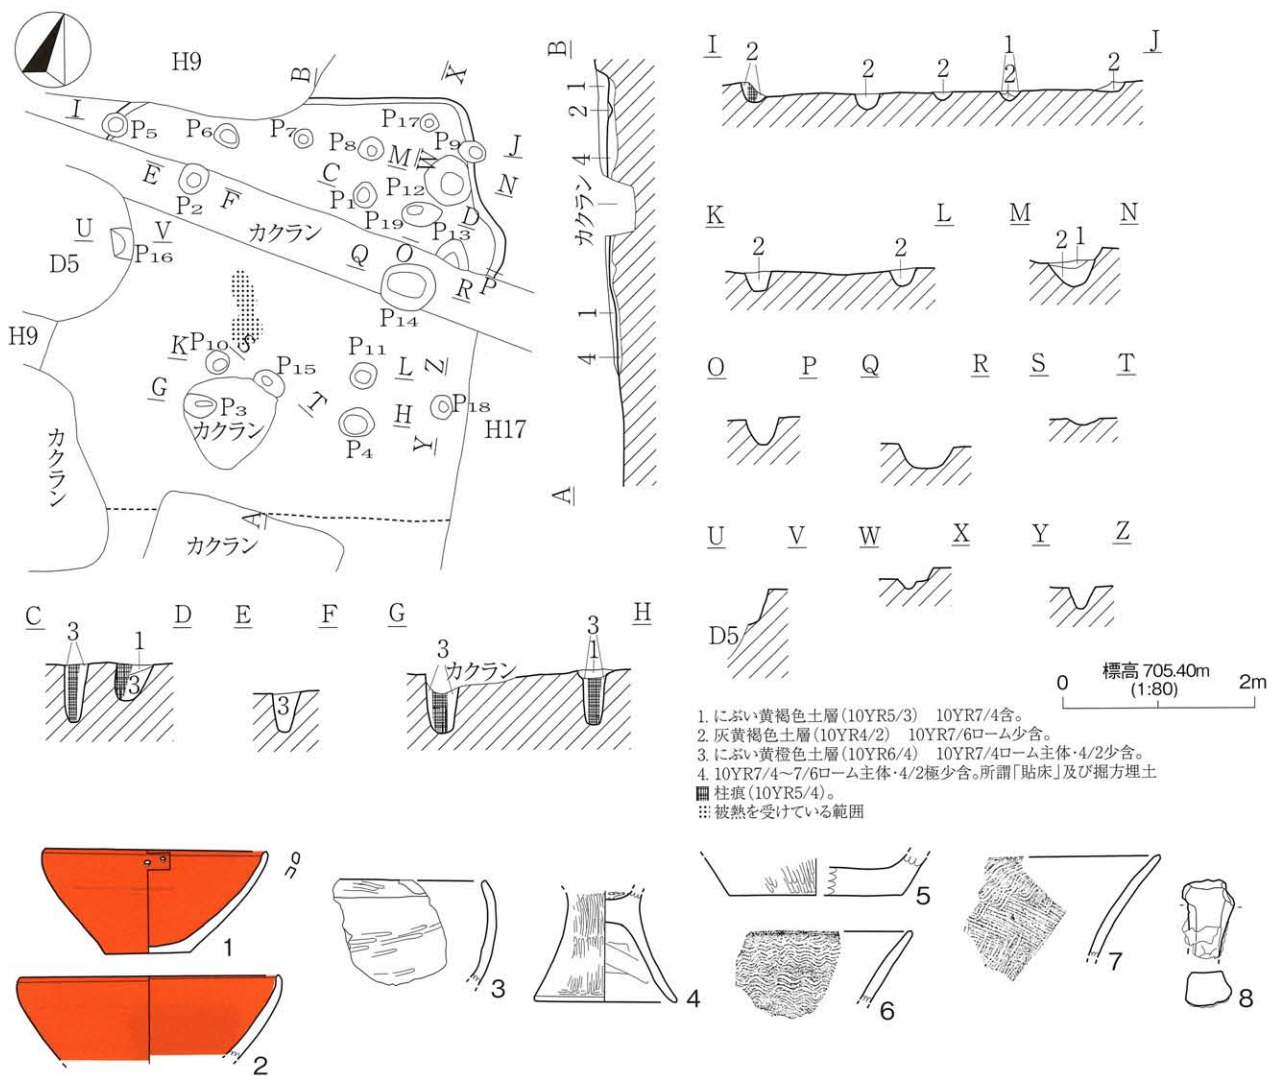 H9
B
X
I
P5
P6
P7
P8
P17
P9
J
M
W
E
F
C
P12
N
P2
P1
P19
D
P13
U
V
カクラン
Q
O
P16
D5
R
P
P14
H9
K
P10
S
P15
P11
L
Z
G
P3
T
H
P18
カクラン
P4
Y
H17
カクラン
A
カクラン
B
1
2
4
カクラン
1
4
A
I
2
2
2
1
2
2
J
K
2
2
L
M
2
1
N
O
P
Q
R
S
T
U
V
W
X
Y
Z
D5
C
3
1
3
D
E
3
F
G
3
カクラン
3
1
H
標高 705.40m
0 (1:80) 2m
1. にぶい黄褐色土層(10YR5/3) 10YR7/4含。
2. 灰黄褐色土層(10YR4/2) 10YR7/6ローム少含。
3. にぶい黄橙色土層(10YR6/4) 10YR7/4ローム主体・4/2少含。
4. 10YR7/4~7/6ローム主体・4/2極少含。所謂「貼床」及び掘方埋土
柱痕(10YR5/4)。
被熱を受けている範囲
1
2
3
4
5
6
7
8